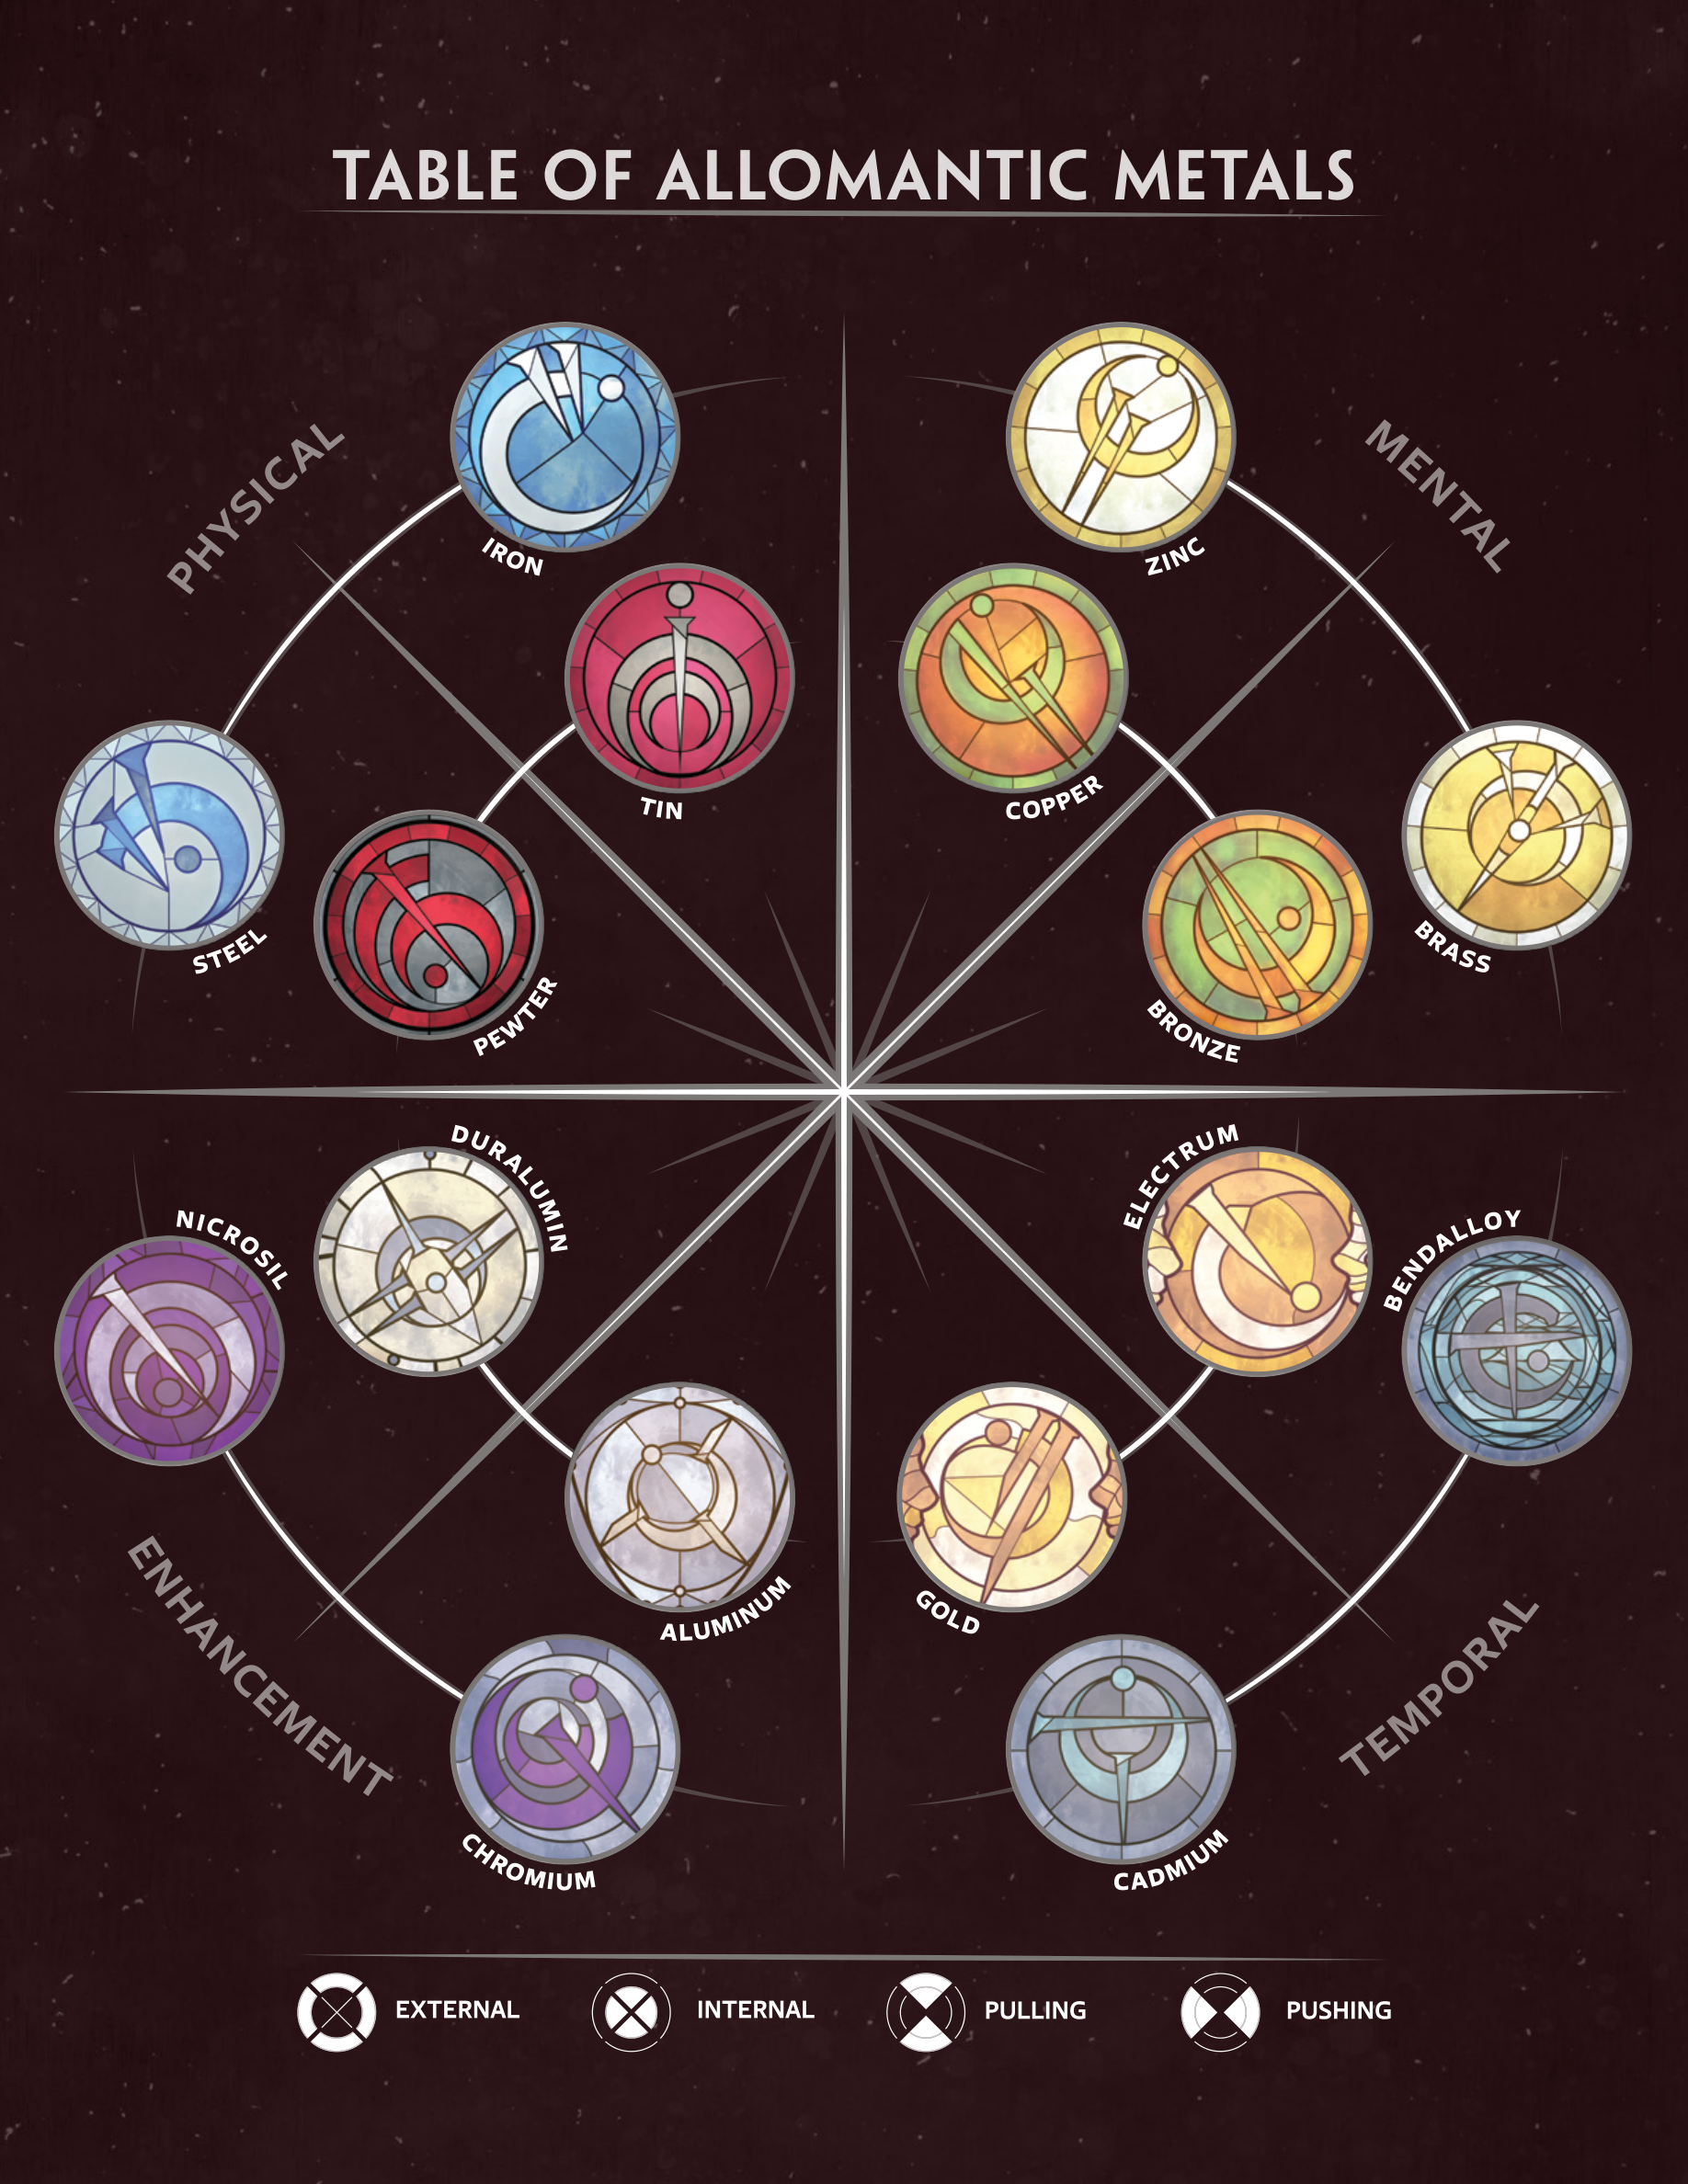 TABLE OF ALLOMANTIC METALS
PHYSICAL
MENTAL
IRON
ZINC
TIN
COPPER
STEEL
BRASS
PEWTER
BRONZE
DURALUMIN
ELECTRUM
NICROSIL
BENDALLOY
ALUMINUM
GOLD
ENHANCEMENT
TEMPORAL
CHROMIUM
CADMIUM
EXTERNAL
INTERNAL
PULLING
PUSHING